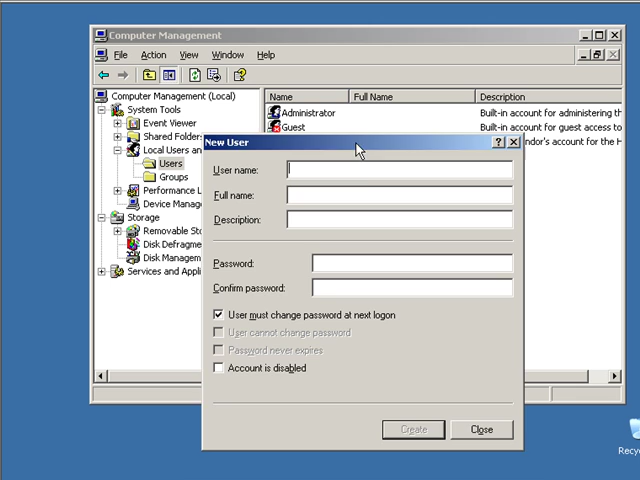 Computer Management
File Action View Window Help
Computer Management (Local)
System Tools
Event Viewer
Shared Folders
Local Users an
Users
Groups
Performance L
Device Manag
Storage
Removable Sto
Disk Defragme
Disk Managem
Services and Appl
Name Full Name Description
Administrator Built-in account for administering th
Guest Built-in account for guest access to
ndor's account for the H
New User
User name:
Full name:
Description:
Password:
Confirm password:
User must change password at next logon
User cannot change password
Password never expires
Account is disabled
Create Close
Recy